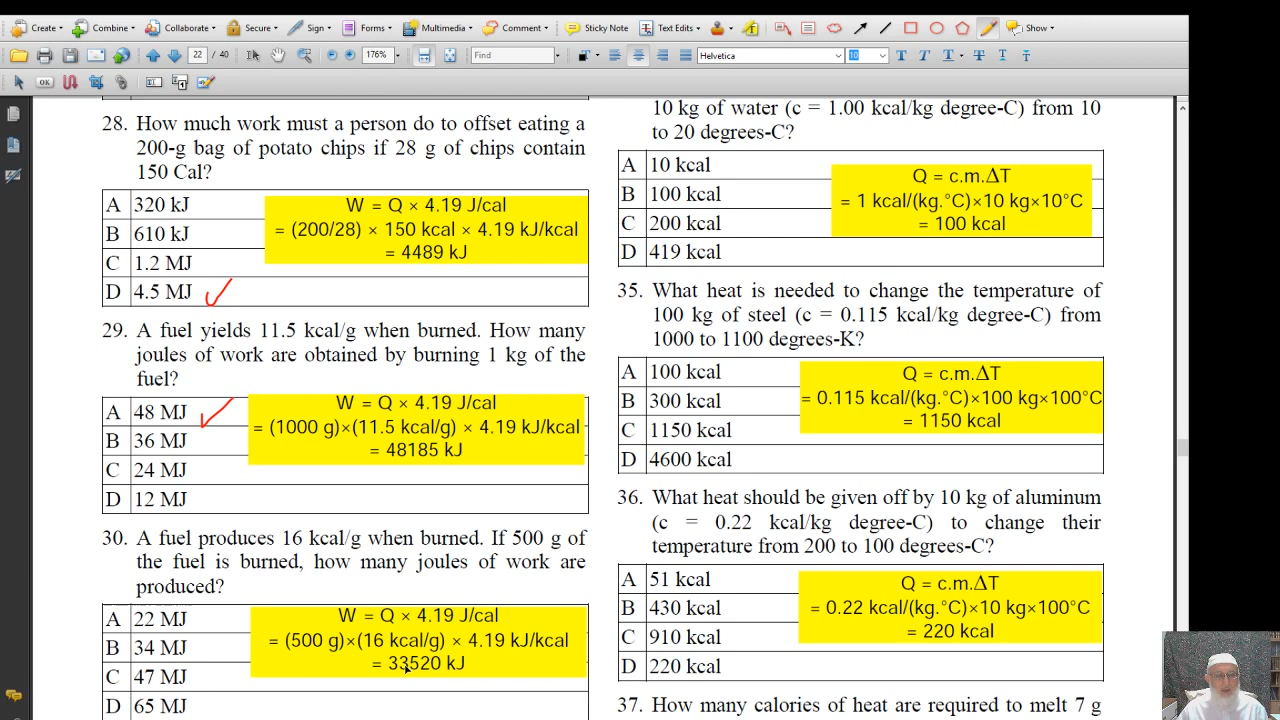 Create
Combine
Collaborate
Secure
Sign
Forms
Multimedia
Comment
Sticky Note
Text Edits
Show
22 / 40
176%
Find
Helvetica
10
OK
28. How much work must a person do to offset eating a
200-g bag of potato chips if 28 g of chips contain
150 Cal?
A 320 kJ
B 610 kJ
C 1.2 MJ
D 4.5 MJ
W = Q × 4.19 J/cal
= (200/28) × 150 kcal × 4.19 kJ/kcal
= 4489 kJ
29. A fuel yields 11.5 kcal/g when burned. How many
joules of work are obtained by burning 1 kg of the
fuel?
A 48 MJ
B 36 MJ
C 24 MJ
D 12 MJ
W = Q × 4.19 J/cal
= (1000 g)×(11.5 kcal/g) × 4.19 kJ/kcal
= 48185 kJ
30. A fuel produces 16 kcal/g when burned. If 500 g of
the fuel is burned, how many joules of work are
produced?
A 22 MJ
B 34 MJ
C 47 MJ
D 65 MJ
W = Q × 4.19 J/cal
= (500 g)×(16 kcal/g) × 4.19 kJ/kcal
= 33520 kJ
10 kg of water (c = 1.00 kcal/kg degree-C) from 10
to 20 degrees-C?
A 10 kcal
B 100 kcal
C 200 kcal
D 419 kcal
Q = c.m.ΔT
= 1 kcal/(kg.°C)×10 kg×10°C
= 100 kcal
35. What heat is needed to change the temperature of
100 kg of steel (c = 0.115 kcal/kg degree-C) from
1000 to 1100 degrees-K?
A 100 kcal
B 300 kcal
C 1150 kcal
D 4600 kcal
Q = c.m.ΔT
= 0.115 kcal/(kg.°C)×100 kg×100°C
= 1150 kcal
36. What heat should be given off by 10 kg of aluminum
(c = 0.22 kcal/kg degree-C) to change their
temperature from 200 to 100 degrees-C?
A 51 kcal
B 430 kcal
C 910 kcal
D 220 kcal
Q = c.m.ΔT
= 0.22 kcal/(kg.°C)×10 kg×100°C
= 220 kcal
37. How many calories of heat are required to melt 7 g